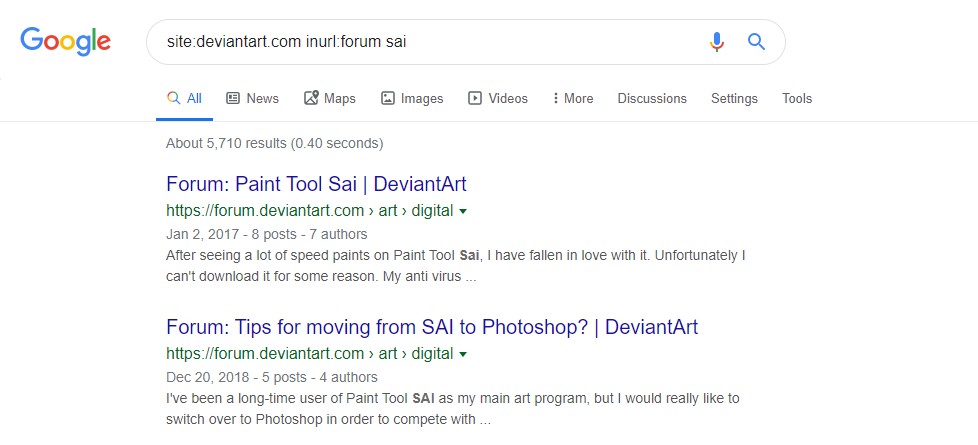 Google
site:deviantart.com inurl:forum sai
All News Maps Images Videos More Discussions Settings Tools
About 5,710 results (0.40 seconds)
Forum: Paint Tool Sai | DeviantArt
https://forum.deviantart.com › art › digital
Jan 2, 2017 - 8 posts - 7 authors
After seeing a lot of speed paints on Paint Tool Sai, I have fallen in love with it. Unfortunately I
can't download it for some reason. My anti virus ...
Forum: Tips for moving from SAI to Photoshop? | DeviantArt
https://forum.deviantart.com › art › digital
Dec 20, 2018 - 5 posts - 4 authors
I've been a long-time user of Paint Tool SAI as my main art program, but I would really like to
switch over to Photoshop in order to compete with ...